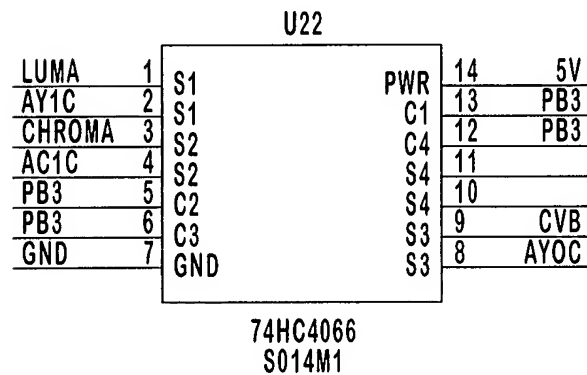 U22
LUMA 1 S1 PWR 14 5V
AY1C 2 S1 C1 13 PB3
CHROMA 3 S2 C4 12 PB3
AC1C 4 S2 S4 11
PB3 5 C2 S4 10
PB3 6 C3 S3 9 CVB
GND 7 GND S3 8 AYOC
74HC4066
SO14M1